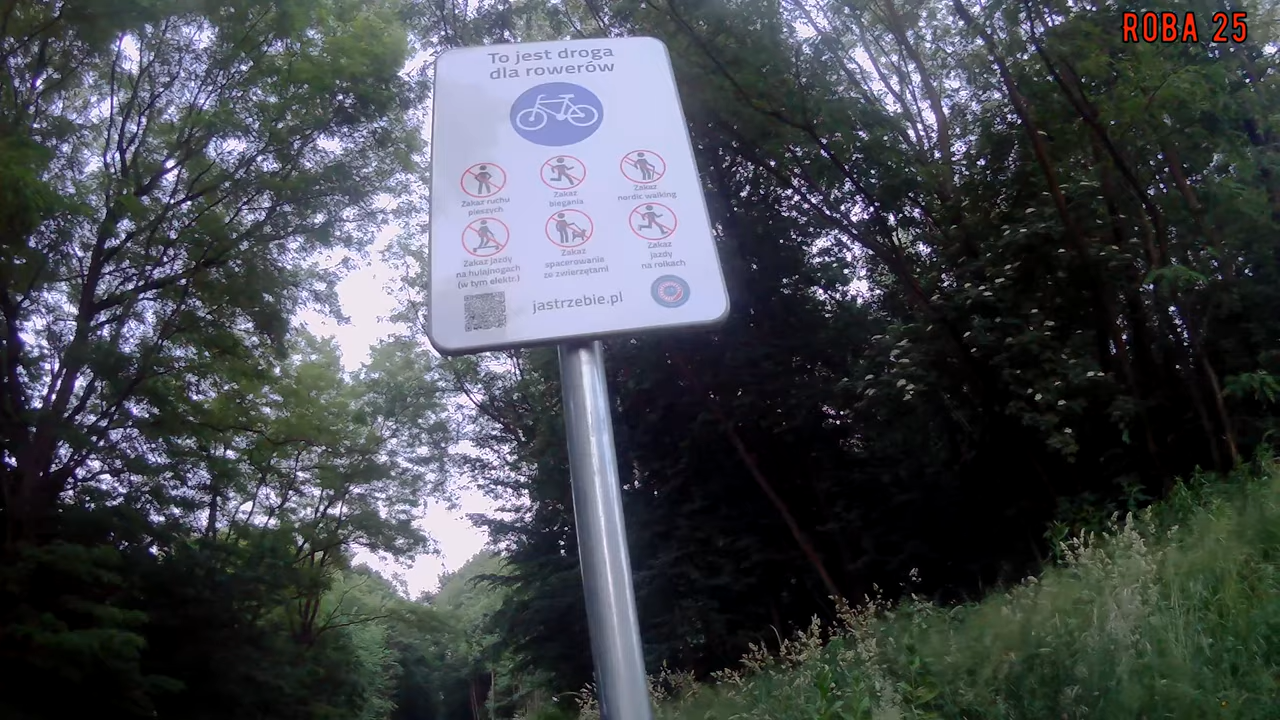 ROBA 25
To jest droga
dla rowerów
Zakaz ruchu
pieszych
Zakaz
biegania
Zakaz
nordic walking
Zakaz jazdy
na hulajnogach
(w tym elektr.)
Zakaz
spacerowania
ze zwierzętami
Zakaz
jazdy
na rolkach
jastrzebie.pl